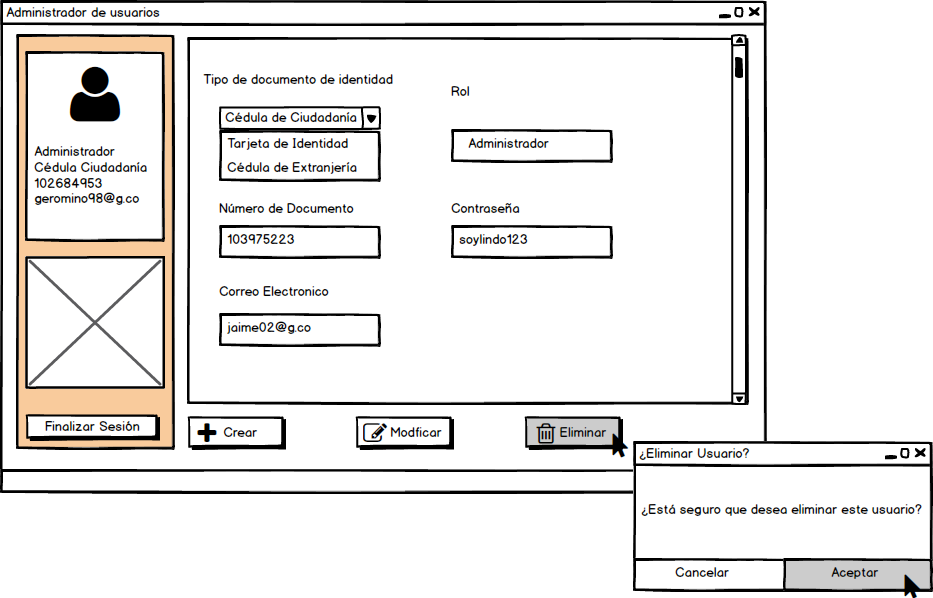 Administrador de usuarios
Administrador
Cédula Ciudadanía
102684953
geromino98@g.co
Finalizar Sesión
Tipo de documento de identidad
Cédula de Ciudadanía
Tarjeta de Identidad
Cédula de Extranjería
Rol
Administrador
Número de Documento
103975223
Contraseña
soylindo123
Correo Electronico
jaime02@g.co
Crear
Modficar
Eliminar
¿Eliminar Usuario?
¿Está seguro que desea eliminar este usuario?
Cancelar
Aceptar